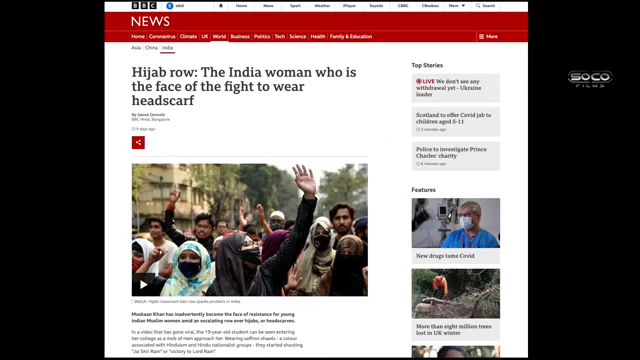 BBC
Home
News
Sport
Weather
iPlayer
Sounds
CBBC
CBeebies
More
Search
NEWS
Home | Coronavirus | Climate | UK | World | Business | Politics | Tech | Science | Health | Family & Education
More
Asia | China | India
Hijab row: The India woman who is
the face of the fight to wear
headscarf
By Imran Qureshi
BBC Hindi, Bangalore
6 days ago
Watch: Hijab classroom ban row sparks protests in India
Muskaan Khan has inadvertently become the face of resistance for young
Indian Muslim women amid an escalating row over hijabs, or headscarves.
In a video that has gone viral, the 19-year-old student can be seen entering
her college as a mob of men approach her. Wearing saffron shawls - a colour
associated with Hinduism and Hindu nationalist groups - they started shouting
"Jai Shri Ram" or "victory to Lord Ram".
Top Stories
LIVE We don't see any
withdrawal yet - Ukraine
leader
Scotland to offer Covid jab to
children aged 5-11
3 minutes ago
Police to investigate Prince
Charles' charity
6 minutes ago
Features
New drugs tame Covid
More than eight million trees
lost in UK winter
SOCO
FILMS